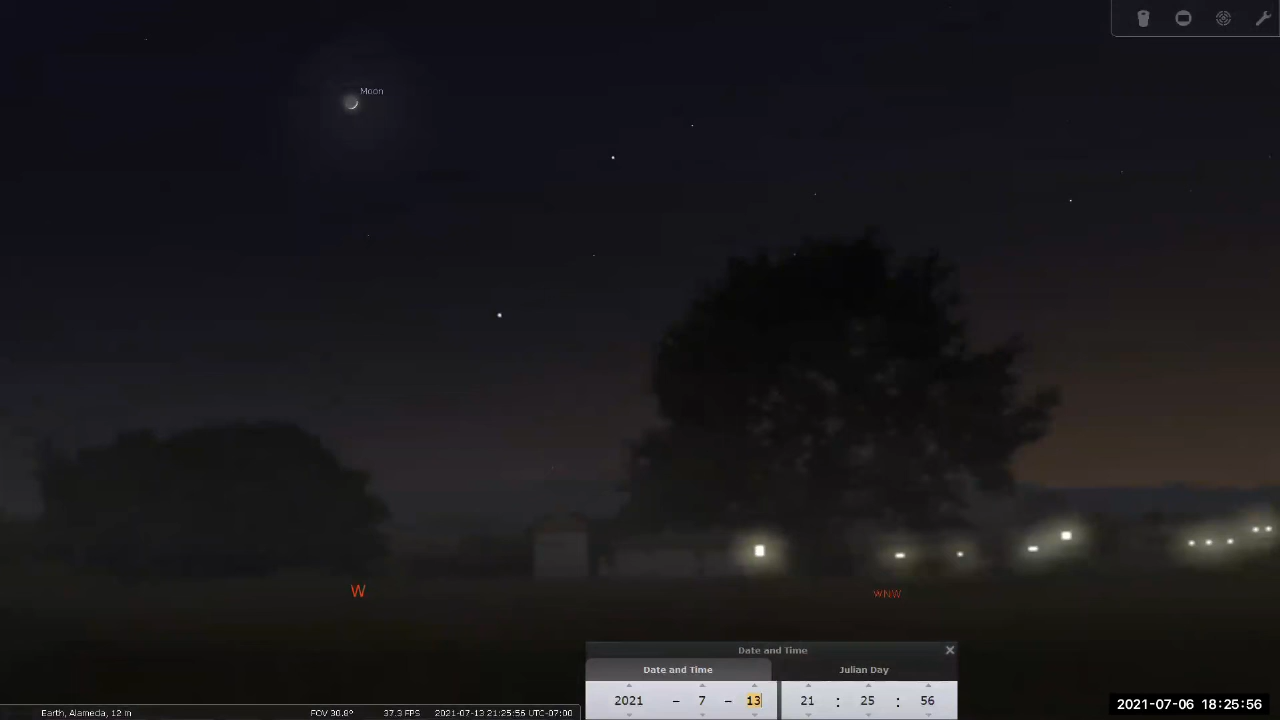 Moon
W
WNW
Date and Time
Date and Time Julian Day
2021 - 7 - 13 21 : 25 : 56
Earth, Alameda, 12 m FOV 30.8° 37.3 FPS 2021-07-13 21:25:56 UTC-07:00
2021-07-06 18:25:56